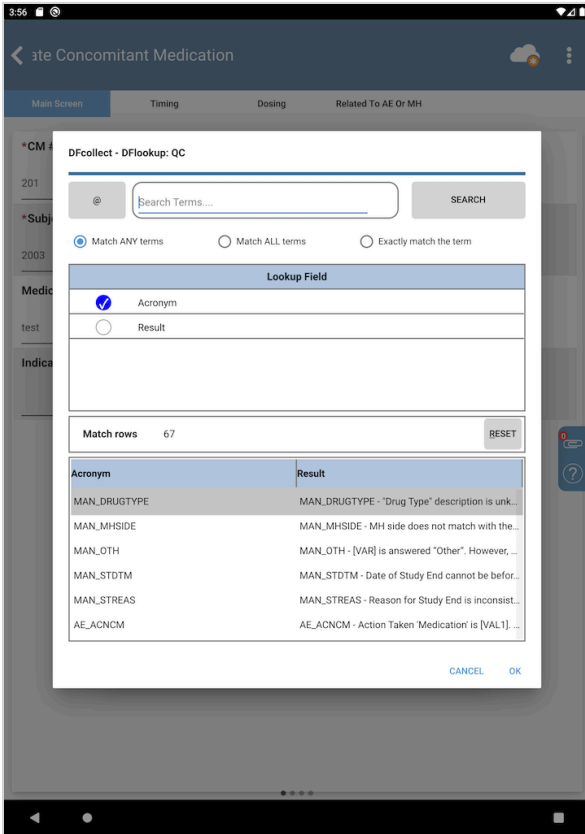 3:56
ate Concomitant Medication
Main Screen Timing Dosing Related To AE Or MH
*CM #
DFcollect - DFlookup: QC
201
@ Search Terms.... SEARCH
*Subj
Match ANY terms Match ALL terms Exactly match the term
2003
Lookup Field
Medic
Acronym
test
Result
Indica
Match rows 67 RESET
0
Acronym Result
?
MAN_DRUGTYPE MAN_DRUGTYPE - "Drug Type" description is unk...
MAN_MHSIDE MAN_MHSIDE - MH side does not match with the...
MAN_OTH MAN_OTH - [VAR] is answered "Other". However, ...
MAN_STDTM MAN_STDTM - Date of Study End cannot be befor...
MAN_STREAS MAN_STREAS - Reason for Study End is inconsist...
AE_ACNCM AE_ACNCM - Action Taken 'Medication' is [VAL1]. ...
CANCEL OK